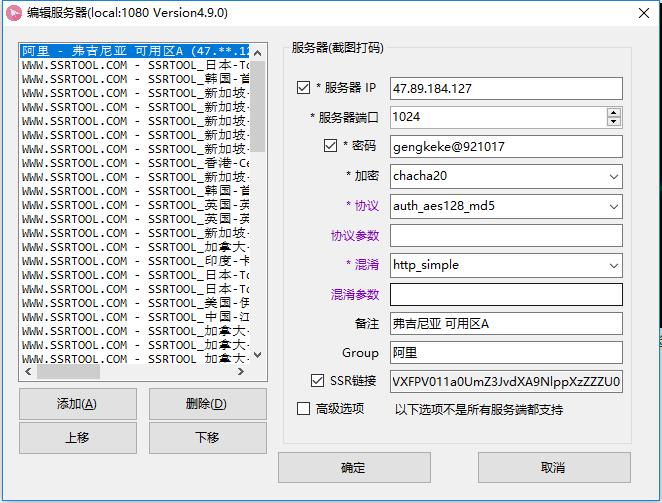 编辑服务器(local:1080 Version4.9.0)
阿里 - 弗吉尼亚 可用区A (47.**.12
WWW.SSRTOOL.COM - SSRTOOL_日本-To
WWW.SSRTOOL.COM - SSRTOOL_韩国-首
WWW.SSRTOOL.COM - SSRTOOL_新加坡-
WWW.SSRTOOL.COM - SSRTOOL_新加坡-
WWW.SSRTOOL.COM - SSRTOOL_新加坡-
WWW.SSRTOOL.COM - SSRTOOL_新加坡-
WWW.SSRTOOL.COM - SSRTOOL_新加坡-
WWW.SSRTOOL.COM - SSRTOOL_香港-Ce
WWW.SSRTOOL.COM - SSRTOOL_新加坡-
WWW.SSRTOOL.COM - SSRTOOL_韩国-首
WWW.SSRTOOL.COM - SSRTOOL_英国-英
WWW.SSRTOOL.COM - SSRTOOL_英国-英
WWW.SSRTOOL.COM - SSRTOOL_新加坡-
WWW.SSRTOOL.COM - SSRTOOL_加拿大-
WWW.SSRTOOL.COM - SSRTOOL_印度-卡
WWW.SSRTOOL.COM - SSRTOOL_日本-To
WWW.SSRTOOL.COM - SSRTOOL_日本-To
WWW.SSRTOOL.COM - SSRTOOL_美国-伊
WWW.SSRTOOL.COM - SSRTOOL_中国-江
WWW.SSRTOOL.COM - SSRTOOL_加拿大-
WWW.SSRTOOL.COM - SSRTOOL_加拿大-
WWW.SSRTOOL.COM - SSRTOOL_加拿大-
添加(A)
删除(D)
上移
下移
服务器(截图打码)
* 服务器 IP
47.89.184.127
* 服务器端口
1024
* 密码
gengkeke@921017
* 加密
chacha20
* 协议
auth_aes128_md5
协议参数
* 混淆
http_simple
混淆参数
备注
弗吉尼亚 可用区A
Group
阿里
SSR链接
VXFPV011a0UmZ3JvdXA9NlppXzZZZU0
高级选项
以下选项不是所有服务端都支持
确定
取消